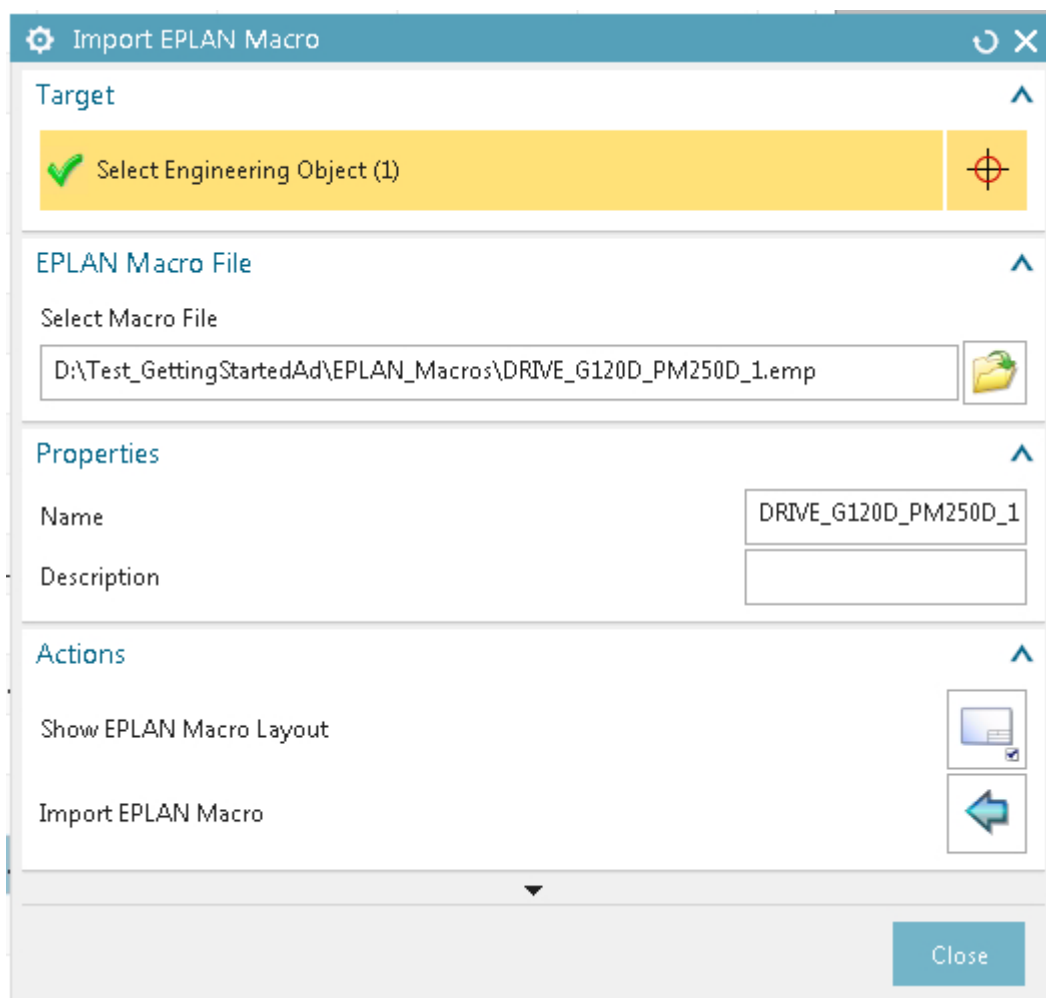 Import EPLAN Macro
Target
Select Engineering Object (1)
EPLAN Macro File
Select Macro File
D:\Test_GettingStartedAd\EPLAN_Macros\DRIVE_G120D_PM250D_1.emp
Properties
Name
DRIVE_G120D_PM250D_1
Description
Actions
Show EPLAN Macro Layout
Import EPLAN Macro
Close